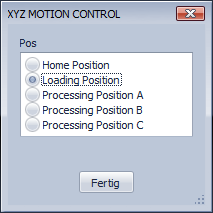 XYZ MOTION CONTROL
Pos
Home Position
Loading Position
Processing Position A
Processing Position B
Processing Position C
Fertig